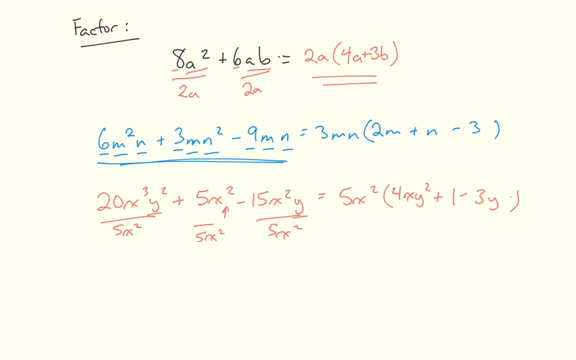 Factor:
8a² + 6ab = 2a(4a+3b)
2a 2a
6m²n + 3mn² - 9mn = 3mn(2m + n - 3)
20x³y² + 5x² - 15x²y = 5x²(4xy² + 1 - 3y)
5x² 5x² 5x²